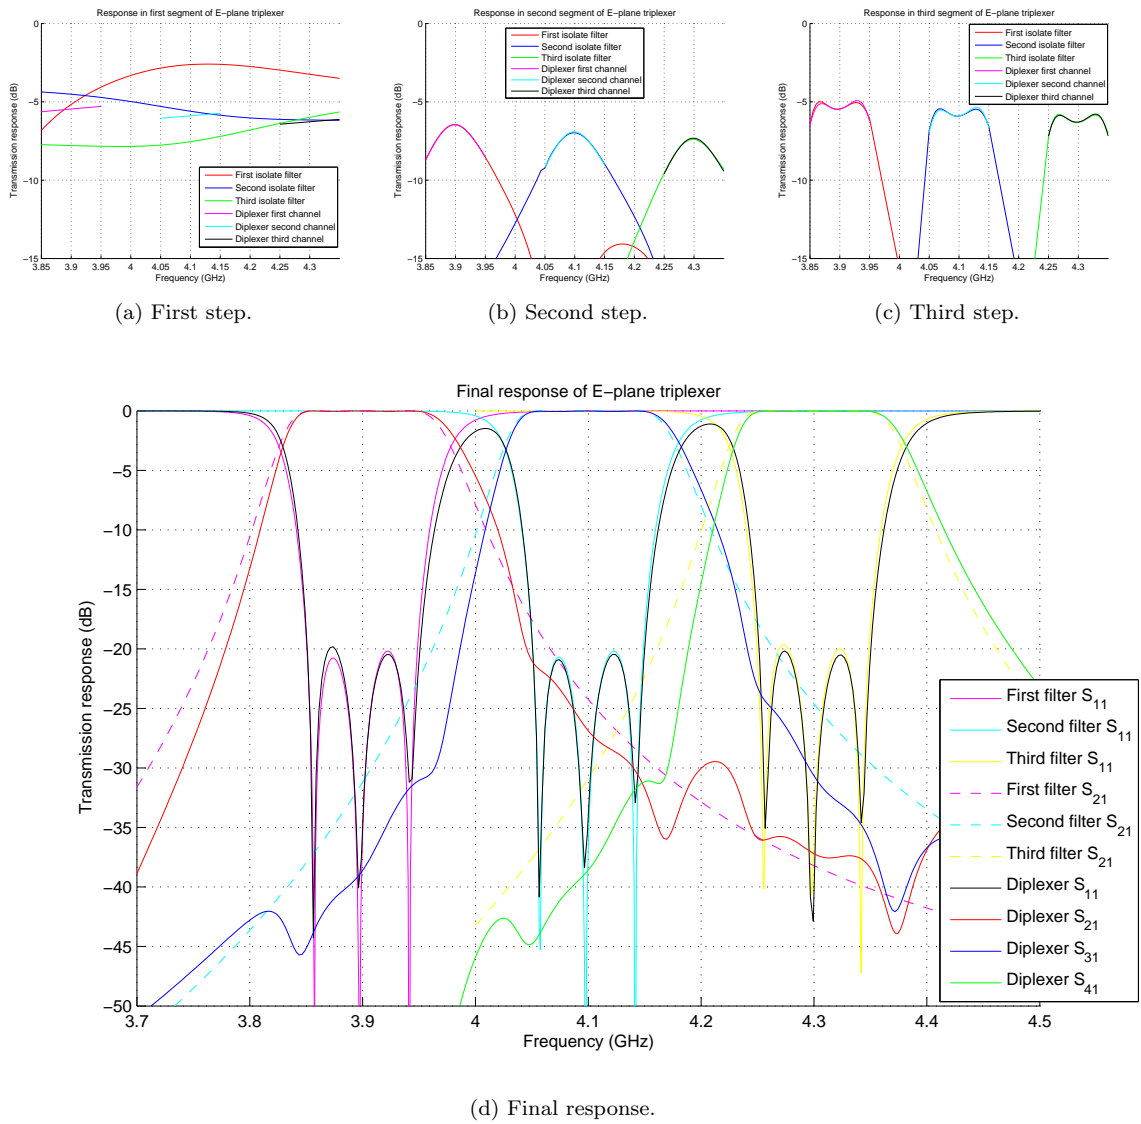 Response in first segment of E−plane triplexer
Transmission response (dB)
0
−5
−10
−15
3.85 3.9 3.95 4 4.05 4.1 4.15 4.2 4.25 4.3
Frequency (GHz)
First isolate filter
Second isolate filter
Third isolate filter
Diplexer first channel
Diplexer second channel
Diplexer third channel
(a) First step.
Response in second segment of E−plane triplexer
Transmission response (dB)
0
−5
−10
−15
3.85 3.9 3.95 4 4.05 4.1 4.15 4.2 4.25 4.3
Frequency (GHz)
First isolate filter
Second isolate filter
Third isolate filter
Diplexer first channel
Diplexer second channel
Diplexer third channel
(b) Second step.
Response in third segment of E−plane triplexer
Transmission response (dB)
0
−5
−10
−15
3.85 3.9 3.95 4 4.05 4.1 4.15 4.2 4.25 4.3
Frequency (GHz)
First isolate filter
Second isolate filter
Third isolate filter
Diplexer first channel
Diplexer second channel
Diplexer third channel
(c) Third step.
Final response of E−plane triplexer
Transmission response (dB)
0
−5
−10
−15
−20
−25
−30
−35
−40
−45
−50
3.7 3.8 3.9 4 4.1 4.2 4.3 4.4 4.5
Frequency (GHz)
First filter S11
Second filter S11
Third filter S11
First filter S21
Second filter S21
Third filter S21
Diplexer S11
Diplexer S21
Diplexer S31
Diplexer S41
(d) Final response.